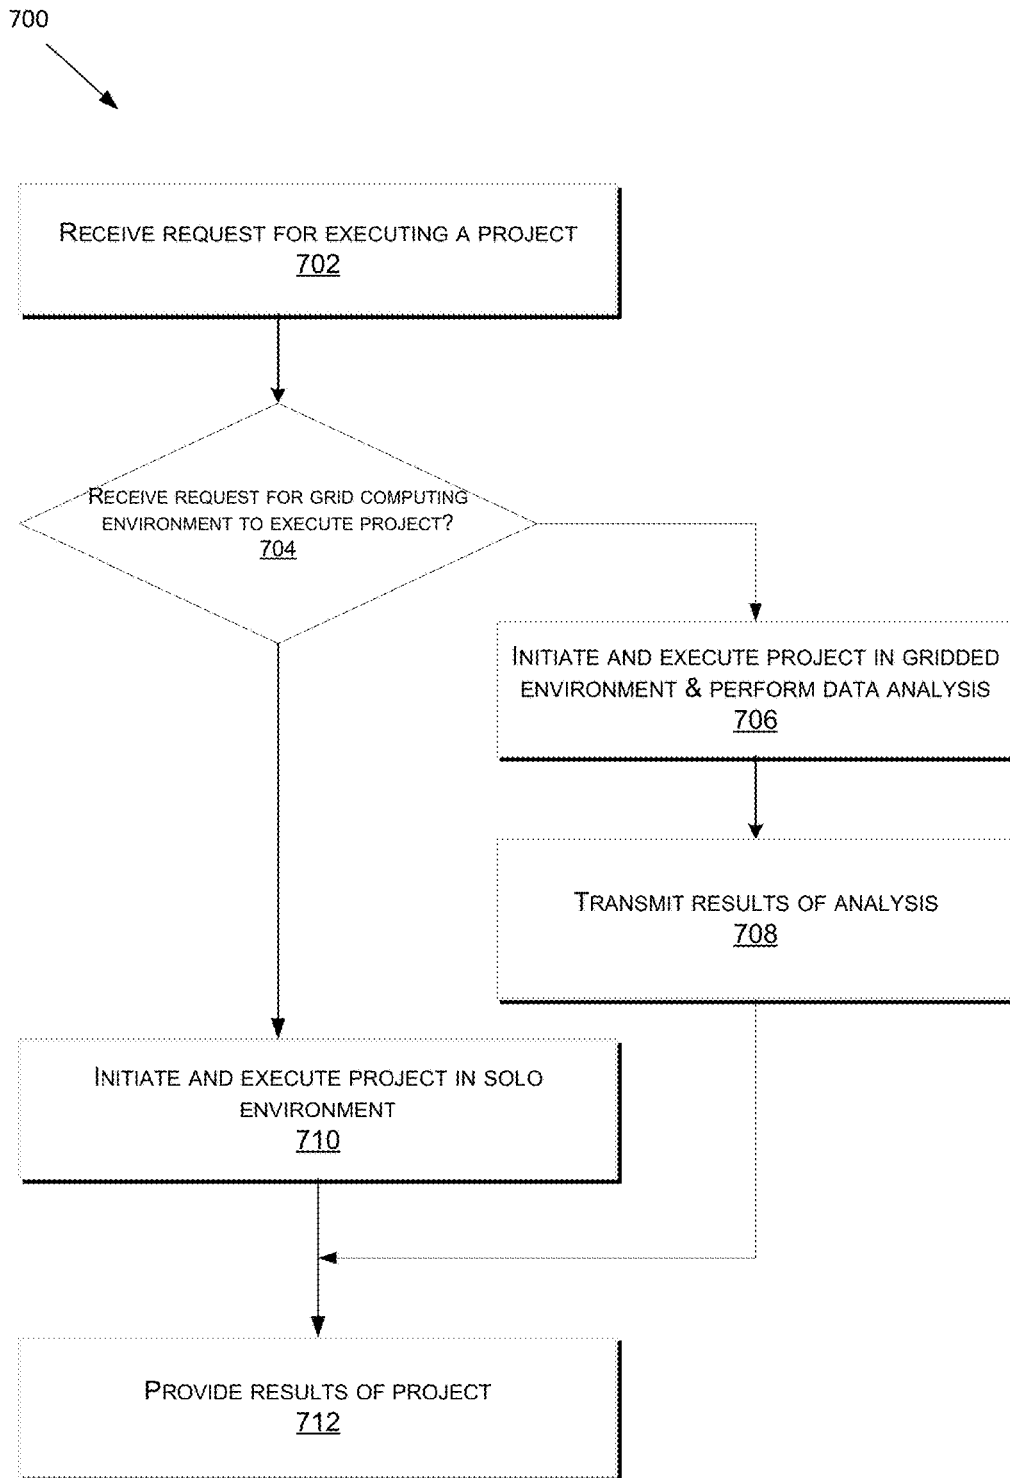 700
RECEIVE REQUEST FOR EXECUTING A PROJECT
702
RECEIVE REQUEST FOR GRID COMPUTING
ENVIRONMENT TO EXECUTE PROJECT?
704
INITIATE AND EXECUTE PROJECT IN GRIDDED
ENVIRONMENT & PERFORM DATA ANALYSIS
706
TRANSMIT RESULTS OF ANALYSIS
708
INITIATE AND EXECUTE PROJECT IN SOLO
ENVIRONMENT
710
PROVIDE RESULTS OF PROJECT
712